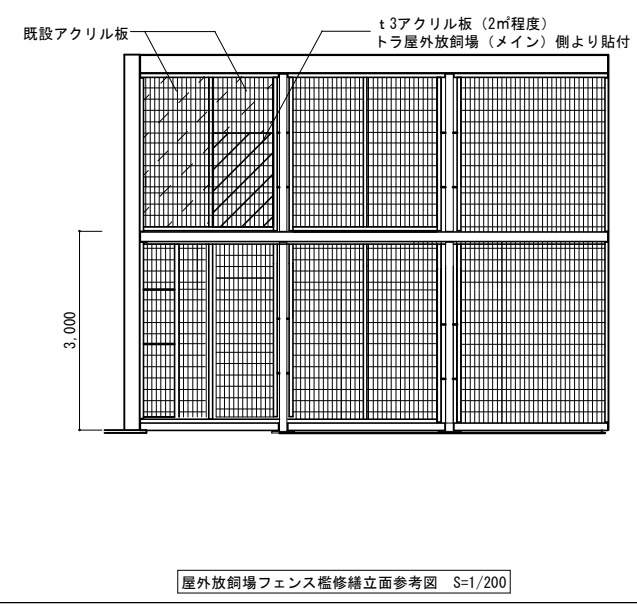 既設アクリル板
t3アクリル板（2㎡程度）
トラ屋外放飼場（メイン）側より貼付
3,000
屋外放飼場フェンス檻修繕立面参考図 S=1/200